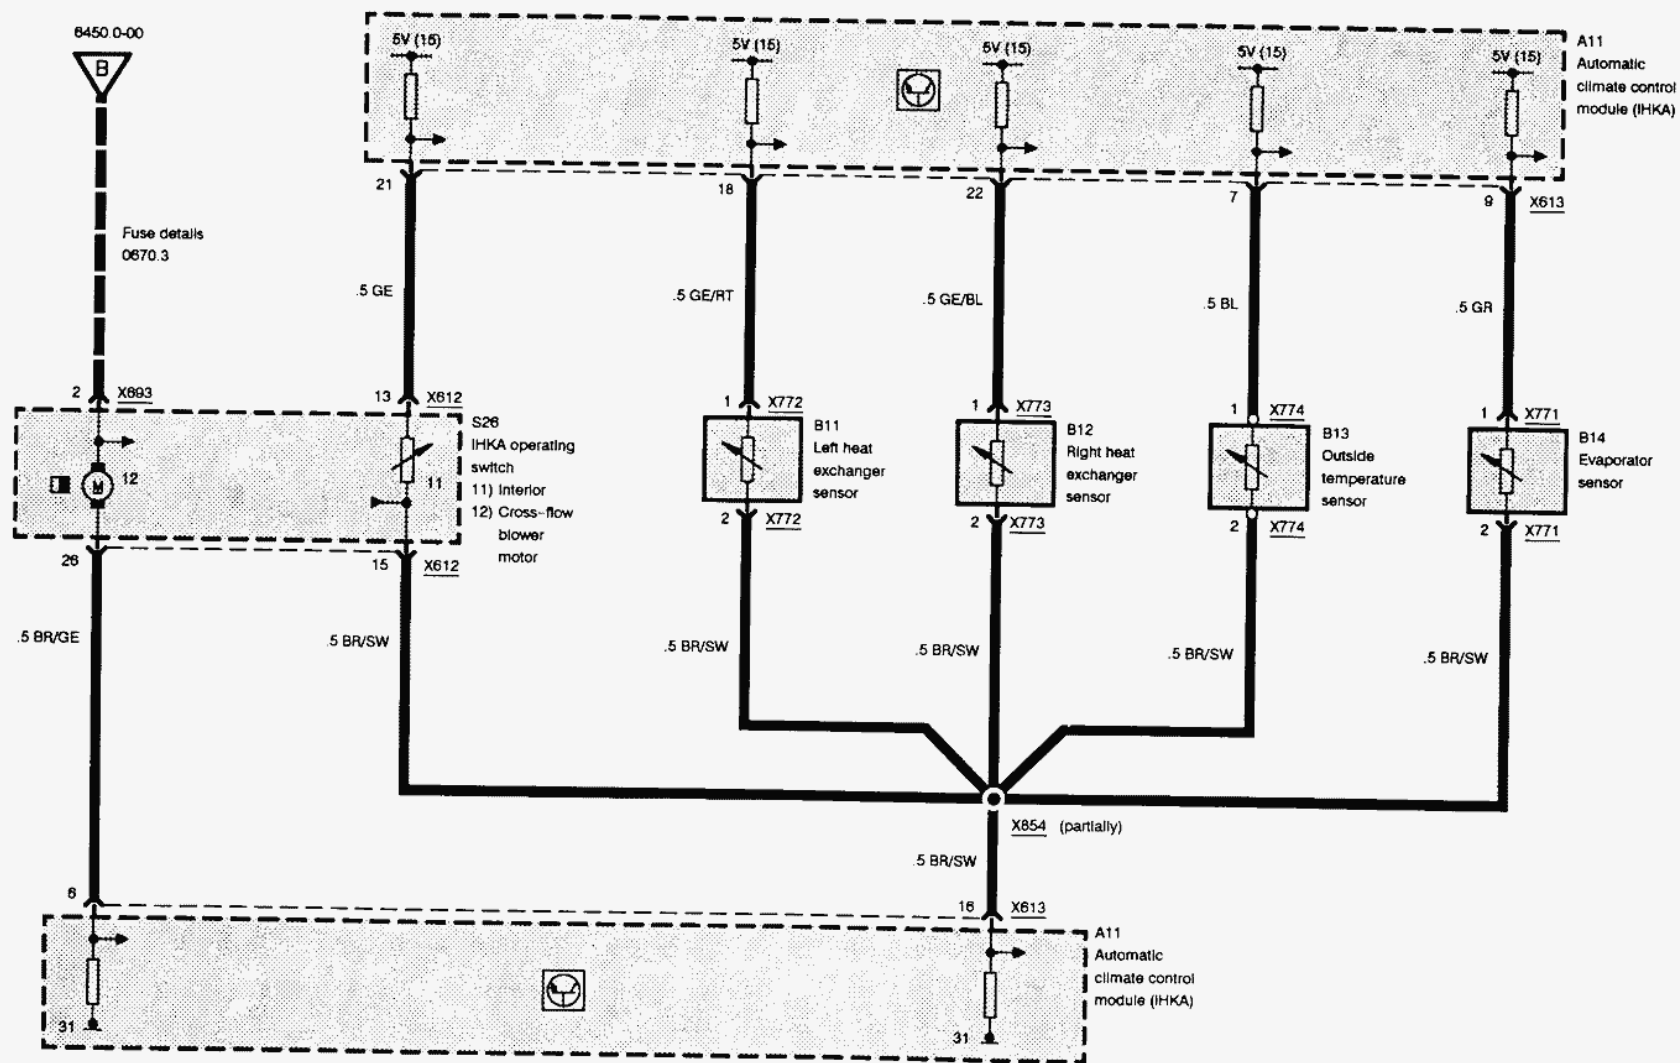 6450.0-00
B
Fuse details
0670.3
5V (15)
5V (15)
5V (15)
5V (15)
5V (15)
A11
Automatic
climate control
module (IHKA)
21
18
22
7
9
X613
.5 GE
.5 GE/RT
.5 GE/BL
.5 BL
.5 GR
2
X693
13
X612
1
X772
1
X773
1
X774
1
X771
12
M
11
S26
IHKA operating
switch
11) Interior
12) Cross-flow
blower
motor
B11
Left heat
exchanger
sensor
B12
Right heat
exchanger
sensor
B13
Outside
temperature
sensor
B14
Evaporator
sensor
26
15
X612
2
X772
2
X773
2
X774
2
X771
.5 BR/GE
.5 BR/SW
.5 BR/SW
.5 BR/SW
.5 BR/SW
.5 BR/SW
X854 (partially)
.5 BR/SW
6
16
X613
A11
Automatic
climate control
module (IHKA)
31
31